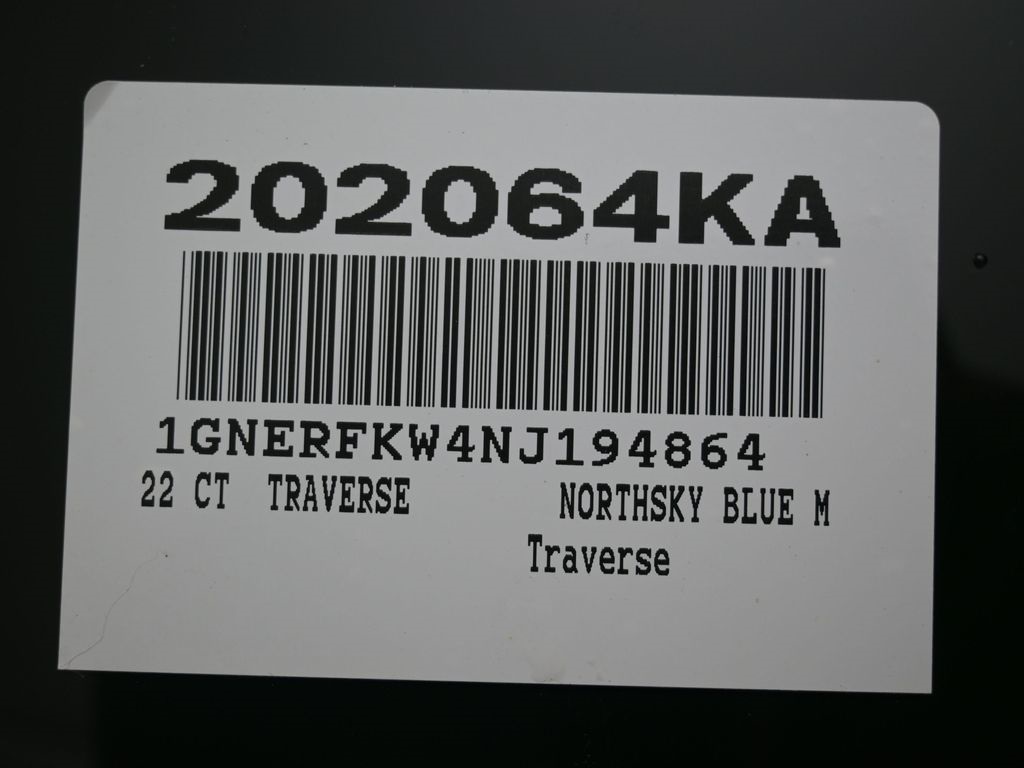 202064KA
1GNERFKW4NJ194864
22 CT TRAVERSE NORTHSKY BLUE M
Traverse